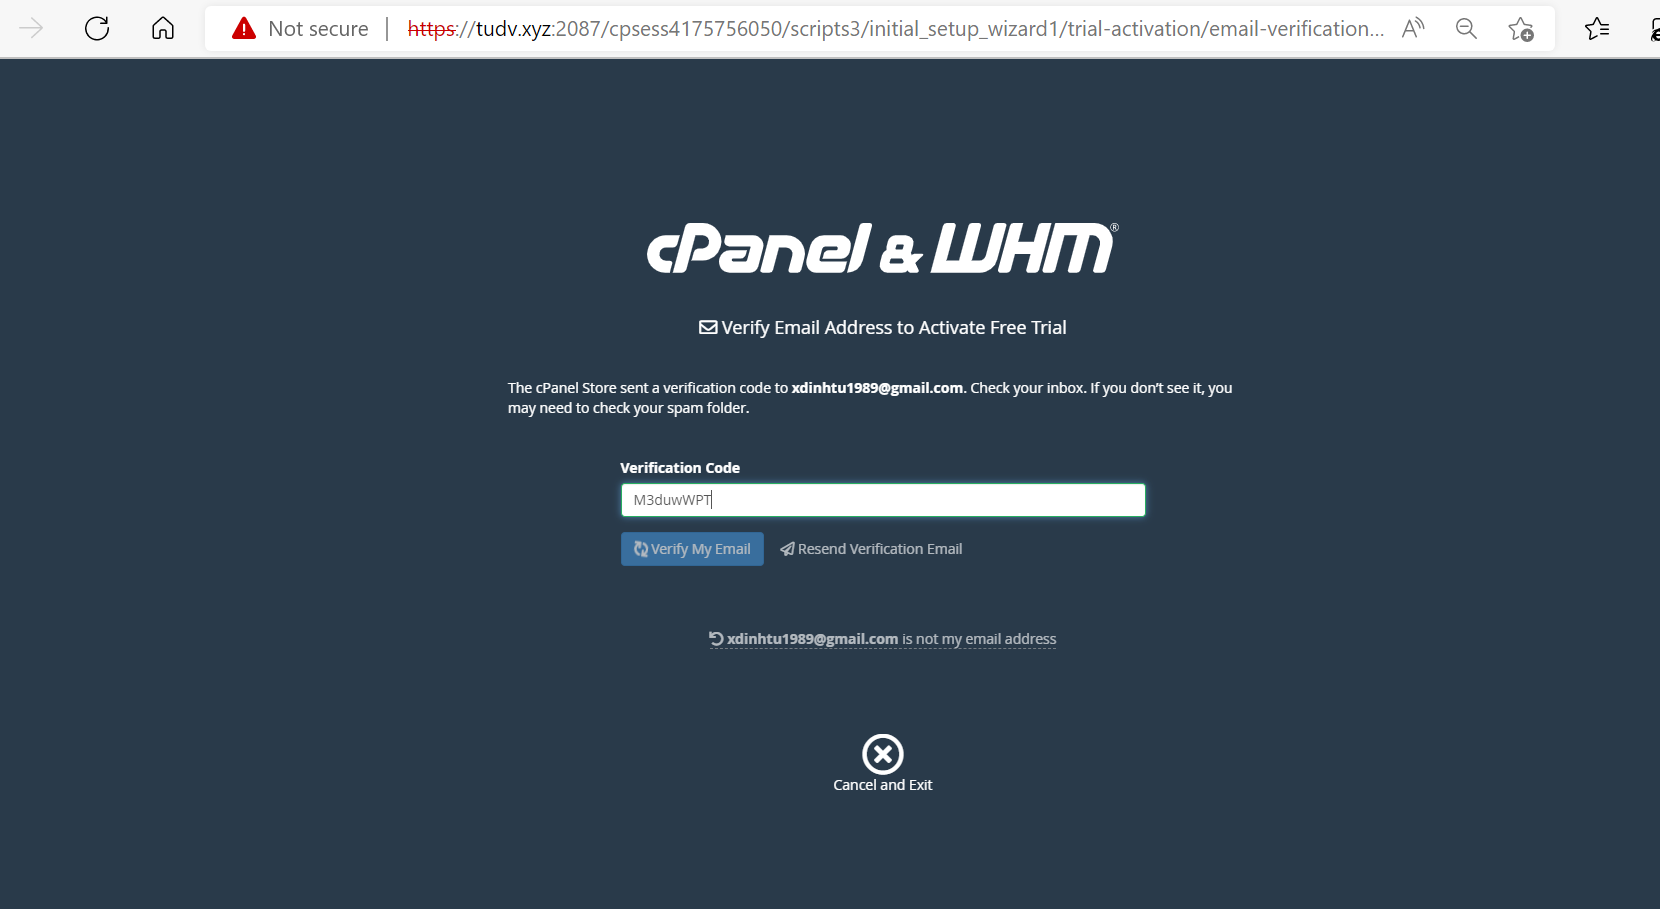 Not secure | https://tudv.xyz:2087/cpsess4175756050/scripts3/initial_setup_wizard1/trial-activation/email-verification...
cPanel & WHM®
Verify Email Address to Activate Free Trial
The cPanel Store sent a verification code to xdinhtu1989@gmail.com. Check your inbox. If you don’t see it, you
may need to check your spam folder.
Verification Code
M3duwWPT
Verify My Email Resend Verification Email
xdinhtu1989@gmail.com is not my email address
Cancel and Exit